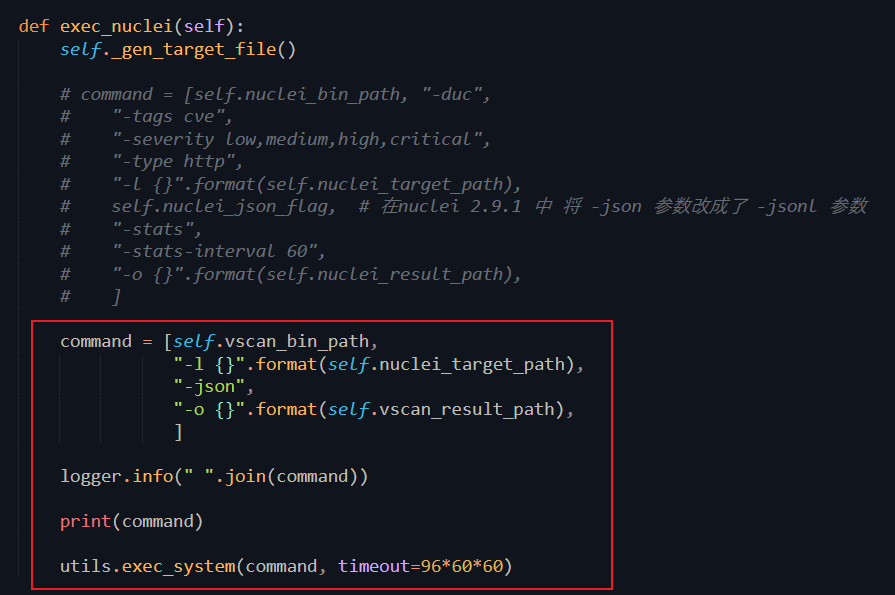 def exec_nuclei(self):
    self._gen_target_file()

    # command = [self.nuclei_bin_path, "-duc",
    #    "-tags cve",
    #    "-severity low,medium,high,critical",
    #    "-type http",
    #    "-l {}".format(self.nuclei_target_path),
    #    self.nuclei_json_flag,  # 在nuclei 2.9.1 中 将 -json 参数改成了 -jsonl 参数
    #    "-stats",
    #    "-stats-interval 60",
    #    "-o {}".format(self.nuclei_result_path),
    #    ]

    command = [self.vscan_bin_path,
               "-l {}".format(self.nuclei_target_path),
               "-json",
               "-o {}".format(self.vscan_result_path),
               ]

    logger.info(" ".join(command))

    print(command)

    utils.exec_system(command, timeout=96*60*60)